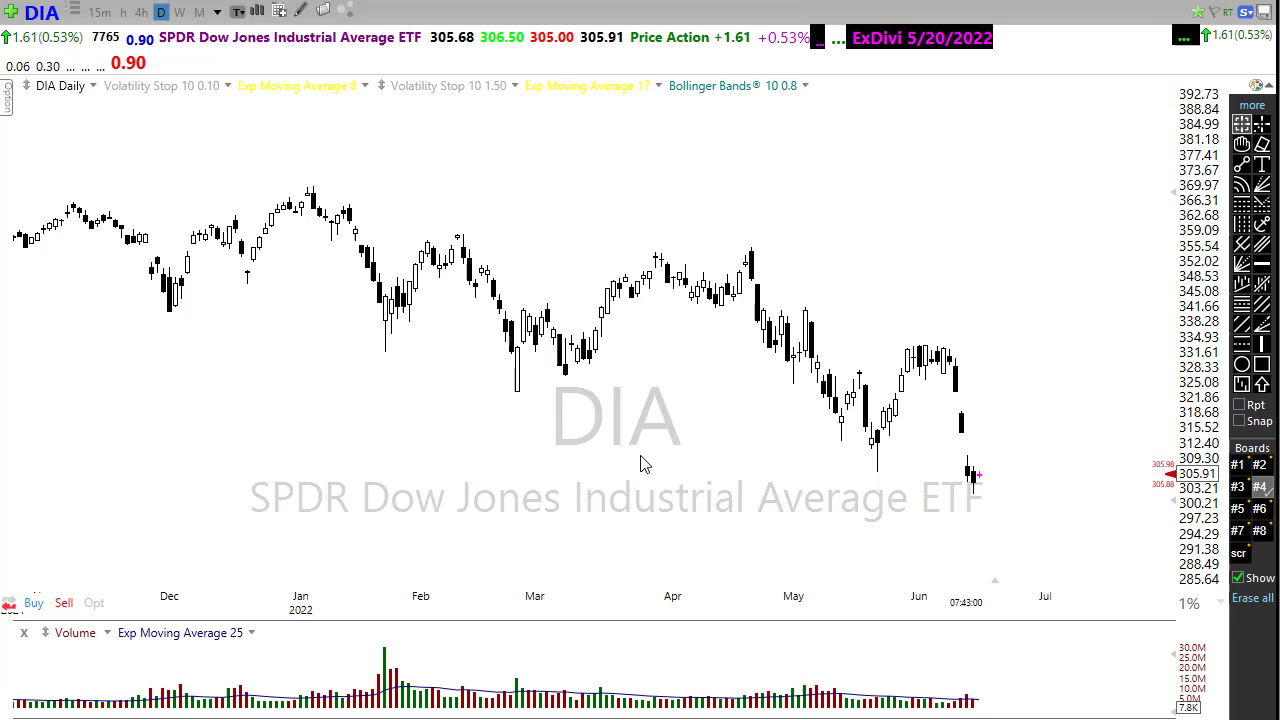 DIA 15m h 4h D W M T RT S
1.61(0.53%) 7765 0.90 SPDR Dow Jones Industrial Average ETF 305.68 306.50 305.00 305.91 Price Action +1.61 +0.53% ... ... ExDivi 5/20/2022 ... 1.61(0.53%)
0.06 0.30 ... ... ... 0.90
Option
DIA Daily Volatility Stop 10 0.10 Exp Moving Average 8 Volatility Stop 10 1.50 Exp Moving Average 17 Bollinger Bands® 10 0.8
392.73
388.84
384.99
381.18
377.41
373.67
369.97
366.31
362.68
359.09
355.54
352.02
348.53
345.08
341.66
338.28
334.93
331.61
328.33
325.08
321.86
318.68
315.52
312.40
309.30
305.98
305.91
305.88
303.21
300.21
297.23
294.29
291.38
288.49
285.64
DIA
SPDR Dow Jones Industrial Average ETF
Dec Jan Feb Mar Apr May Jun Jul
2022 07:43:00
Buy Sell Opt 1%
more
Rpt
Snap
Boards
#1 #2
#3 #4
#5 #6
#7 #8
scr
Show
Erase all
x Volume Exp Moving Average 25
30.0M
25.0M
20.0M
15.0M
10.0M
5.0M
7.8K